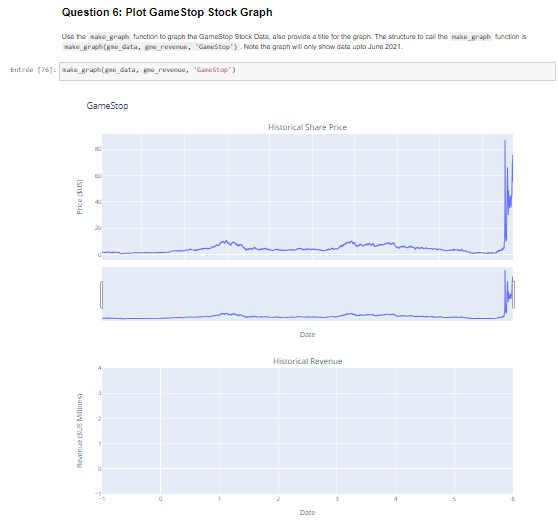 Question 6: Plot GameStop Stock Graph
Use the make_graph function to graph the GameStop Stock Data, also provide a title for the graph. The structure to call the make_graph function is
make_graph(gme_data, gme_revenue, 'GameStop') . Note the graph will only show data upto June 2021.
Entrée [76]: make_graph(gme_data, gme_revenue, 'GameStop')
GameStop
Historical Share Price
80
60
40
20
0
Price ($US)
Date
Historical Revenue
4
3
2
1
0
−1
Revenue ($US Millions)
−1 0 1 2 3 4 5 6
Date